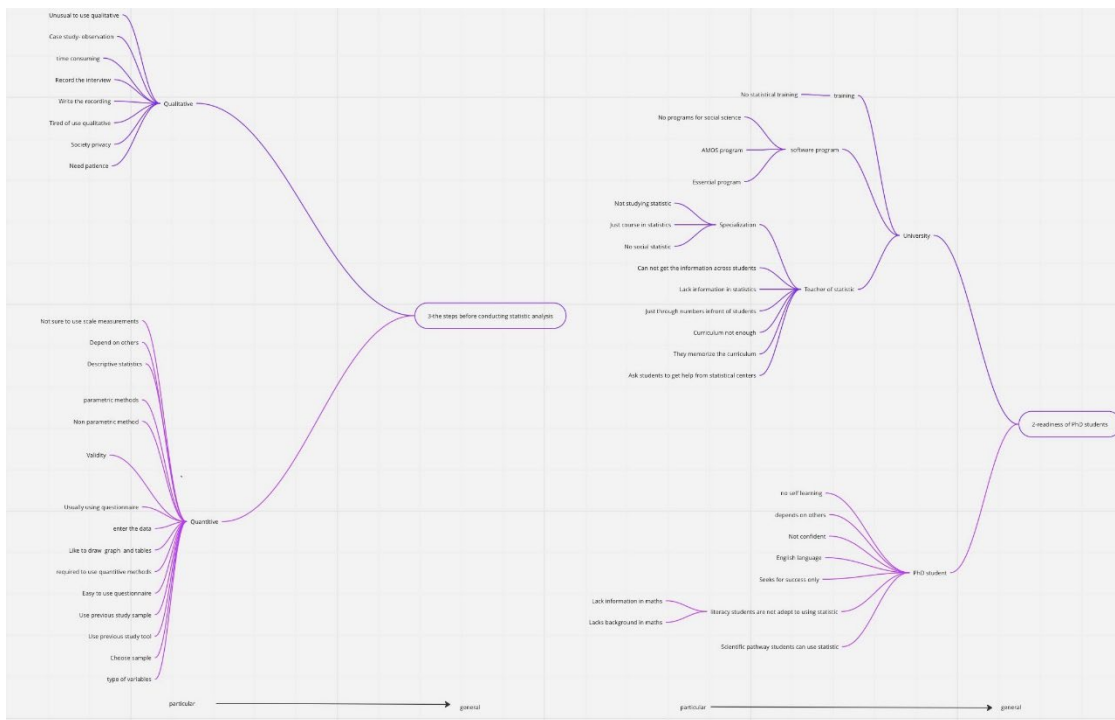 Unusual to use qualitative
Case study- observation
time consuming
Record the interview
Write the recording
Tired of use qualitative
Society privacy
Need patience
Qualitative
3-the steps before conducting statistic analysis
Not sure to use scale measurements
Depend on others
Descriptive statistics
parametric methods
Non parametric method
Validity
Usually using questionnaire
enter the data
Like to draw graph and tables
required to use quantitive methods
Easy to use questionnaire
Use previous study sample
Use previous study tool
Choose sample
type of variables
Quantitive
particular
general
No statistical training
training
No programs for social science
AMOS program
Essential program
software program
Not studying statistic
Just course in statistics
No social statistic
Specialization
Can not get the information across students
Lack information in statistics
Just through numbers infront of students
Curriculum not enough
They memorize the curriculum
Ask students to get help from statistical centers
Teacher of statistic
University
2-readiness of PhD students
no self learning
depends on others
Not confident
English language
Seeks for success only
Lack information in maths
Lacks background in maths
literacy students are not adept to using statistic
Scientific pathway students can use statistic
PhD student
particular
general